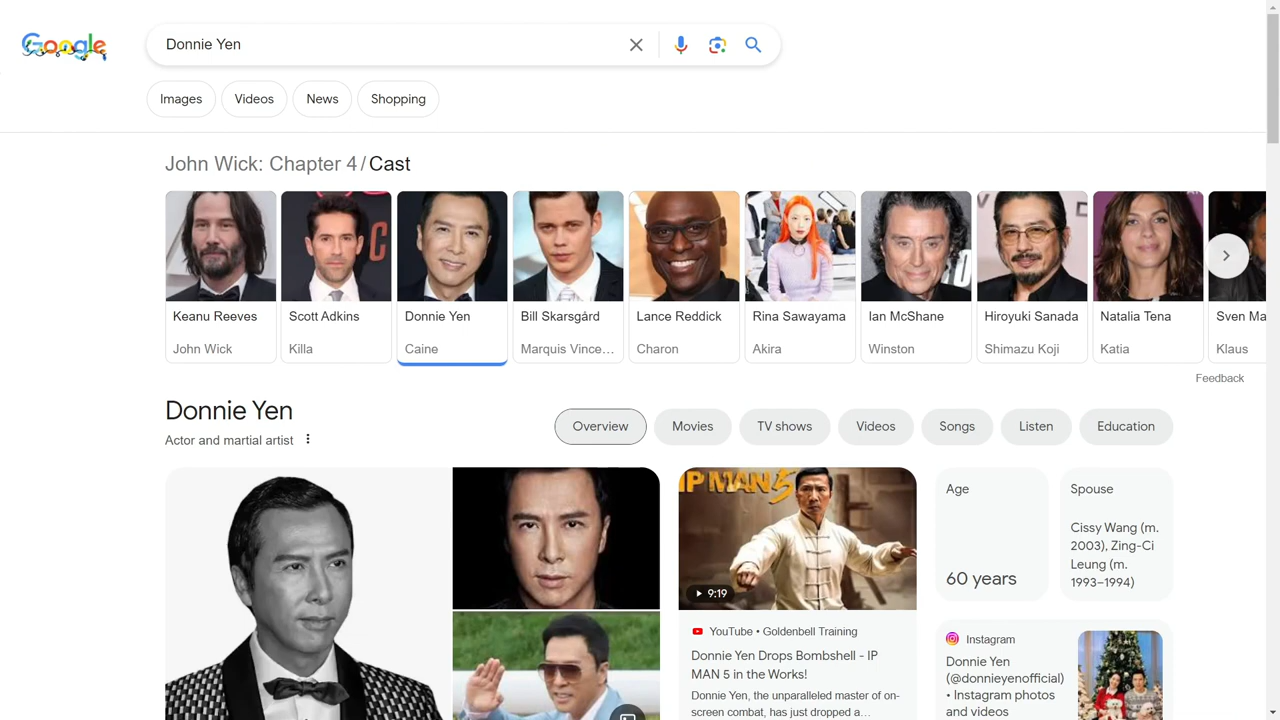 Google
Donnie Yen
Images
Videos
News
Shopping
John Wick: Chapter 4 / Cast
Keanu Reeves
John Wick
Scott Adkins
Killa
Donnie Yen
Caine
Bill Skarsgård
Marquis Vince...
Lance Reddick
Charon
Rina Sawayama
Akira
Ian McShane
Winston
Hiroyuki Sanada
Shimazu Koji
Natalia Tena
Katia
Sven Ma
Klaus
Feedback
Donnie Yen
Actor and martial artist
Overview
Movies
TV shows
Videos
Songs
Listen
Education
IP MAN 5
9:19
YouTube • Goldenbell Training
Donnie Yen Drops Bombshell - IP
MAN 5 in the Works!
Donnie Yen, the unparalleled master of on-
screen combat, has just dropped a...
Age
60 years
Spouse
Cissy Wang (m.
2003), Zing-Ci
Leung (m.
1993–1994)
Instagram
Donnie Yen
(@donnieyenofficial)
• Instagram photos
and videos